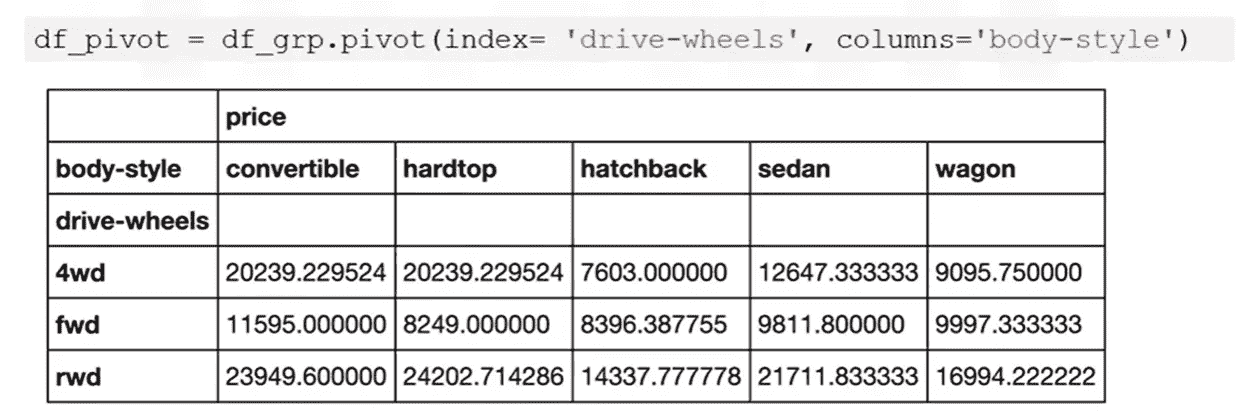 df_pivot = df_grp.pivot(index= 'drive-wheels', columns='body-style')
price
body-style convertible hardtop hatchback sedan wagon
drive-wheels
4wd 20239.229524 20239.229524 7603.000000 12647.333333 9095.750000
fwd 11595.000000 8249.000000 8396.387755 9811.800000 9997.333333
rwd 23949.600000 24202.714286 14337.777778 21711.833333 16994.222222